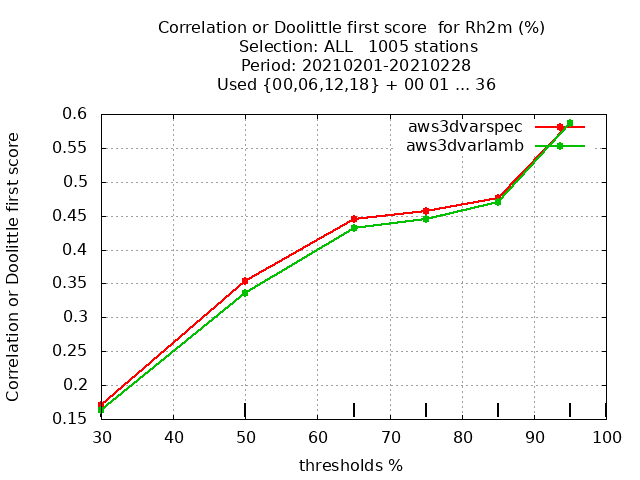 Correlation or Doolittle first score  for Rh2m (%)
Selection: ALL   1005 stations
Period: 20210201-20210228
Used {00,06,12,18} + 00 01 ... 36
Correlation or Doolittle first score
0.6
0.55
0.5
0.45
0.4
0.35
0.3
0.25
0.2
0.15
aws3dvarspec
aws3dvarlamb
30 40 50 60 70 80 90 100
thresholds %